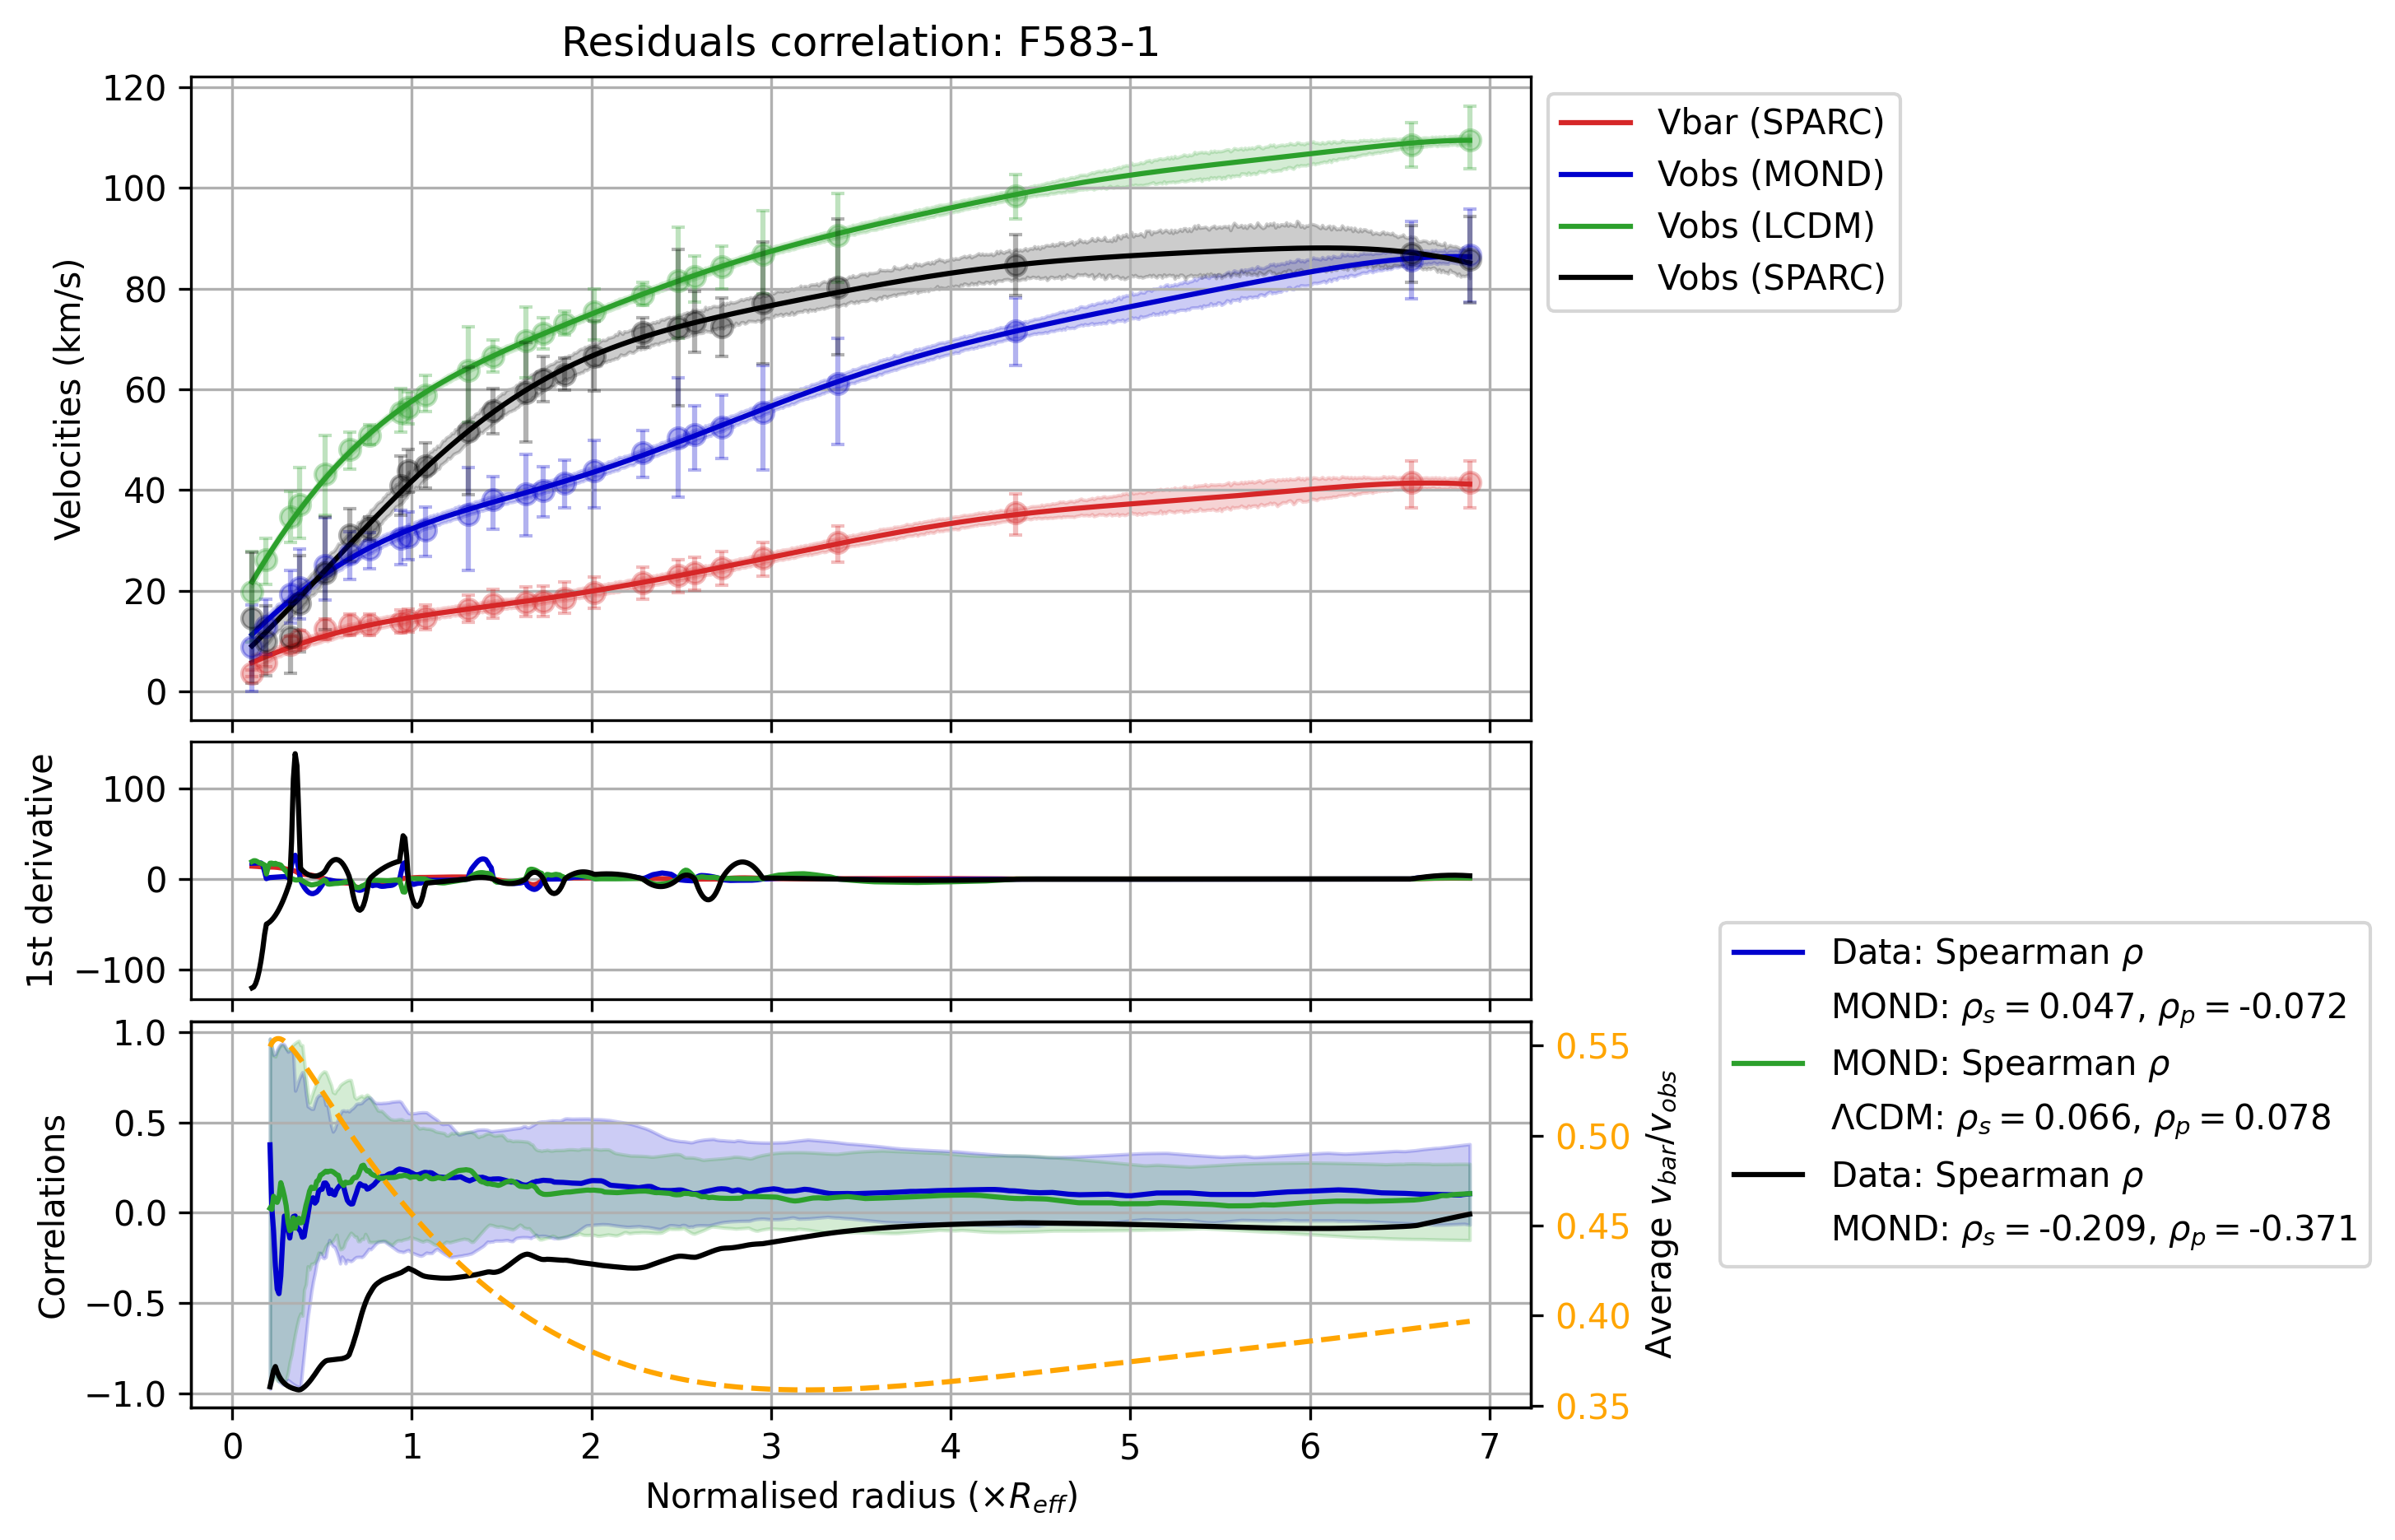 Residuals correlation: F583-1
120
100
80
60
40
20
0
Velocities (km/s)
Vbar (SPARC)
Vobs (MOND)
Vobs (LCDM)
Vobs (SPARC)
100
0
−100
1st derivative
1.0
0.5
0.0
−0.5
−1.0
Correlations
0.55
0.50
0.45
0.40
0.35
Average v_bar/v_obs
Data: Spearman ρ
MOND: ρ_s = 0.047, ρ_p = -0.072
MOND: Spearman ρ
ΛCDM: ρ_s = 0.066, ρ_p = 0.078
Data: Spearman ρ
MOND: ρ_s = -0.209, ρ_p = -0.371
0 1 2 3 4 5 6 7
Normalised radius (×R_eff)